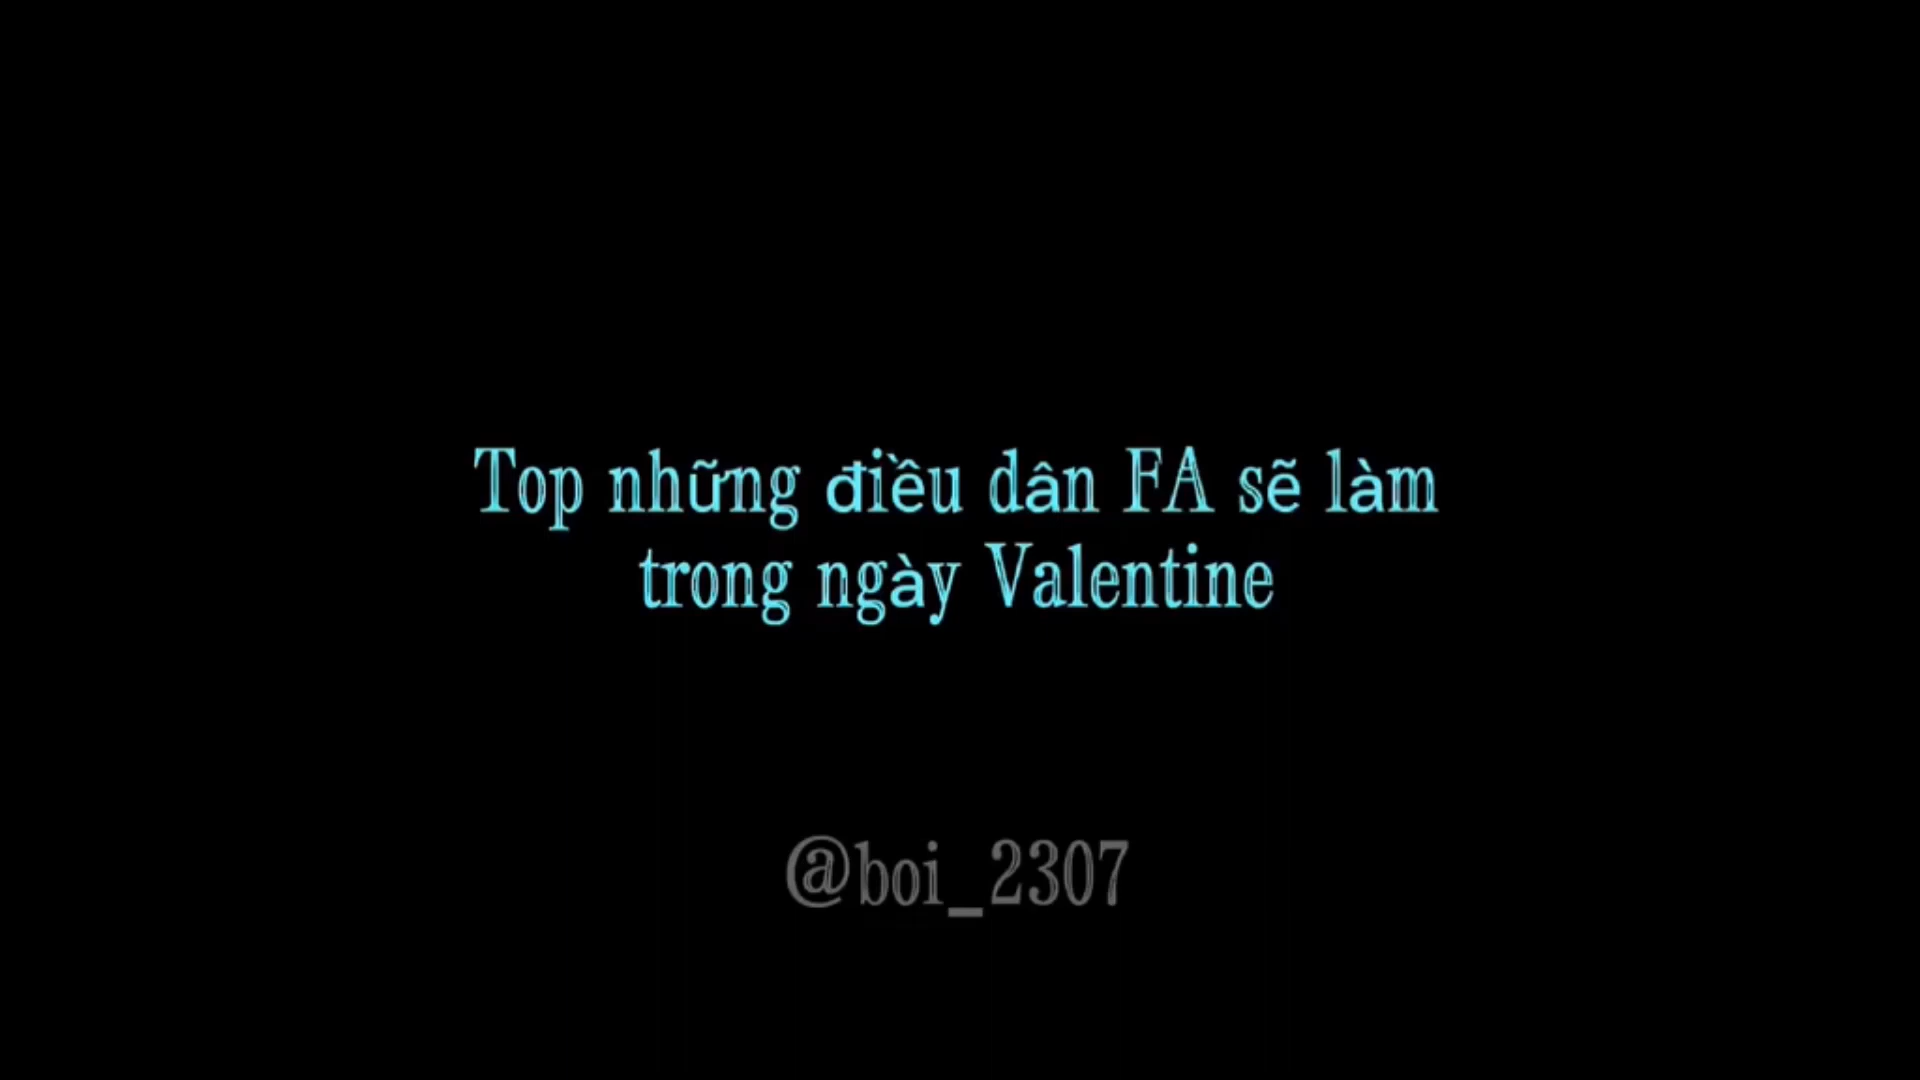 Top những điều dân FA sẽ làm
trong ngày Valentine
@boi_2307